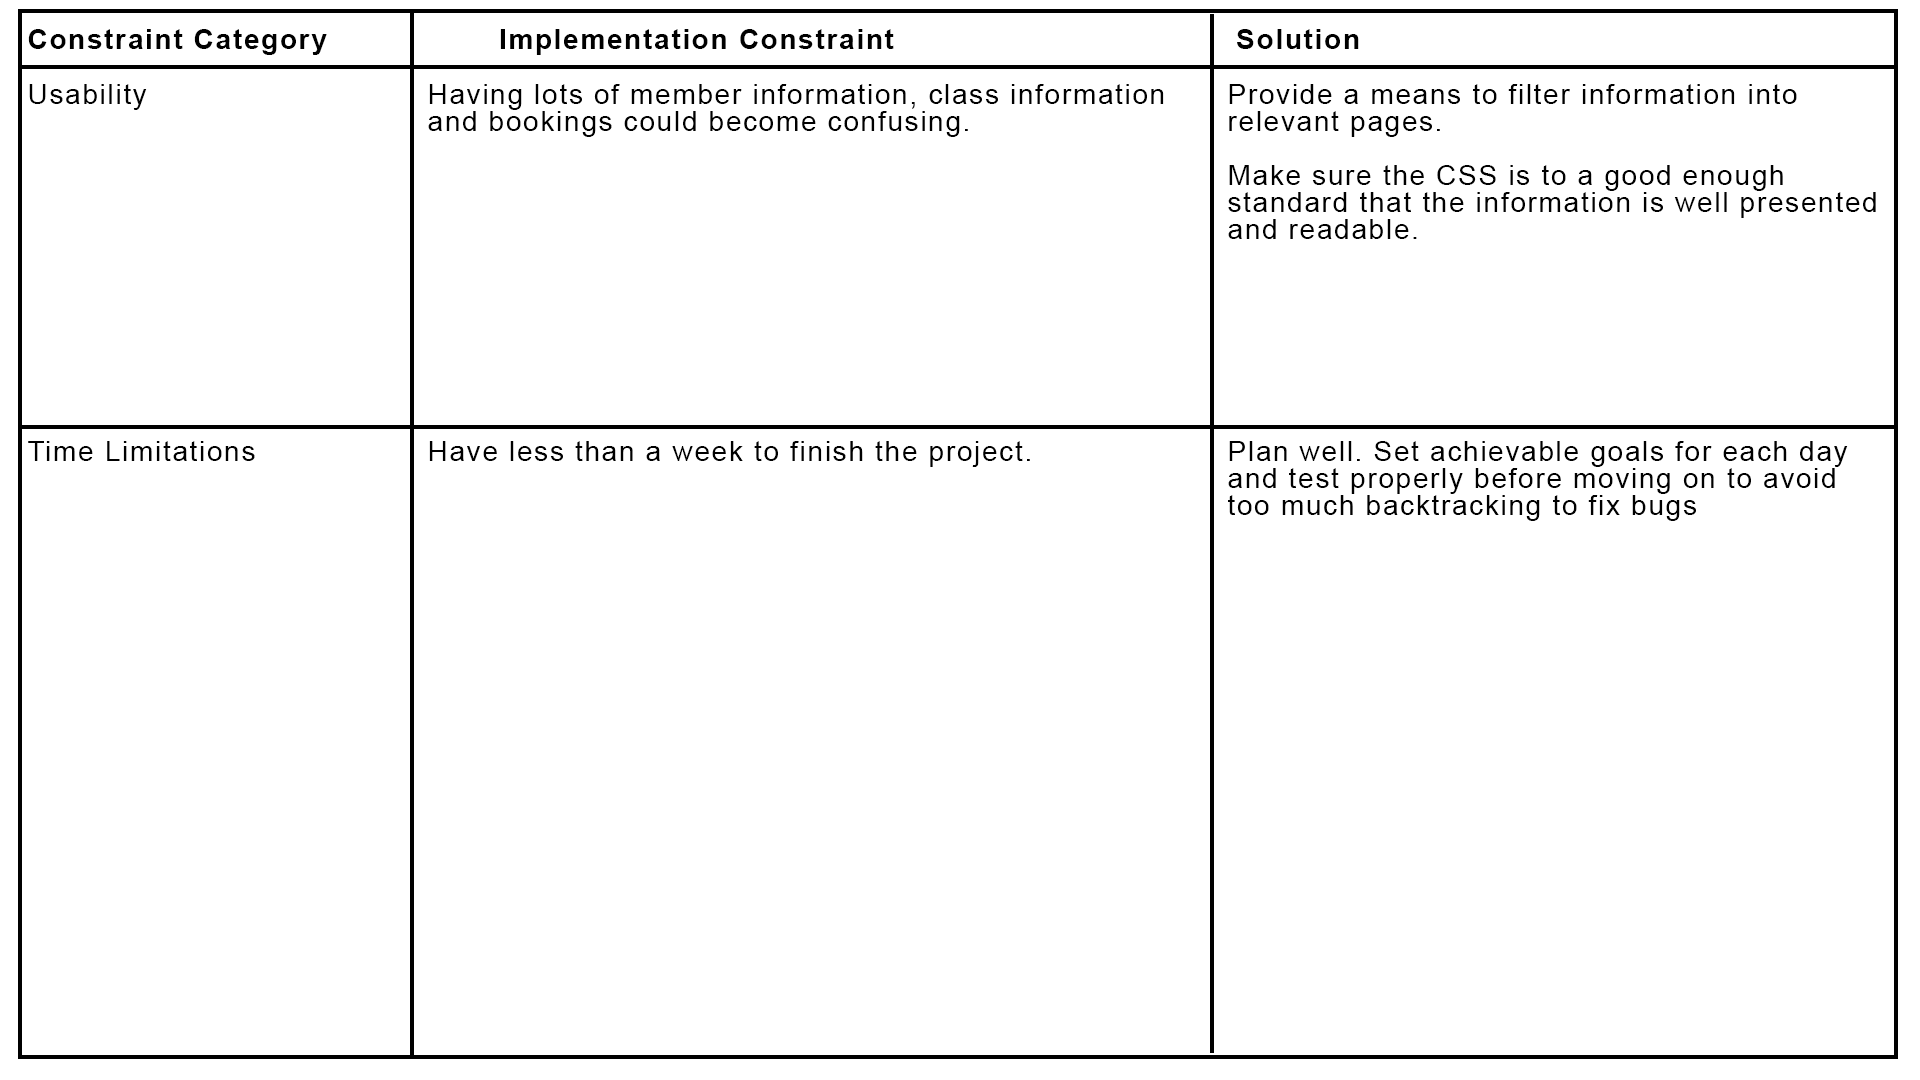 Constraint Category
Implementation Constraint
Solution
Usability
Having lots of member information, class information
and bookings could become confusing.
Provide a means to filter information into
relevant pages.
Make sure the CSS is to a good enough
standard that the information is well presented
and readable.
Time Limitations
Have less than a week to finish the project.
Plan well. Set achievable goals for each day
and test properly before moving on to avoid
too much backtracking to fix bugs